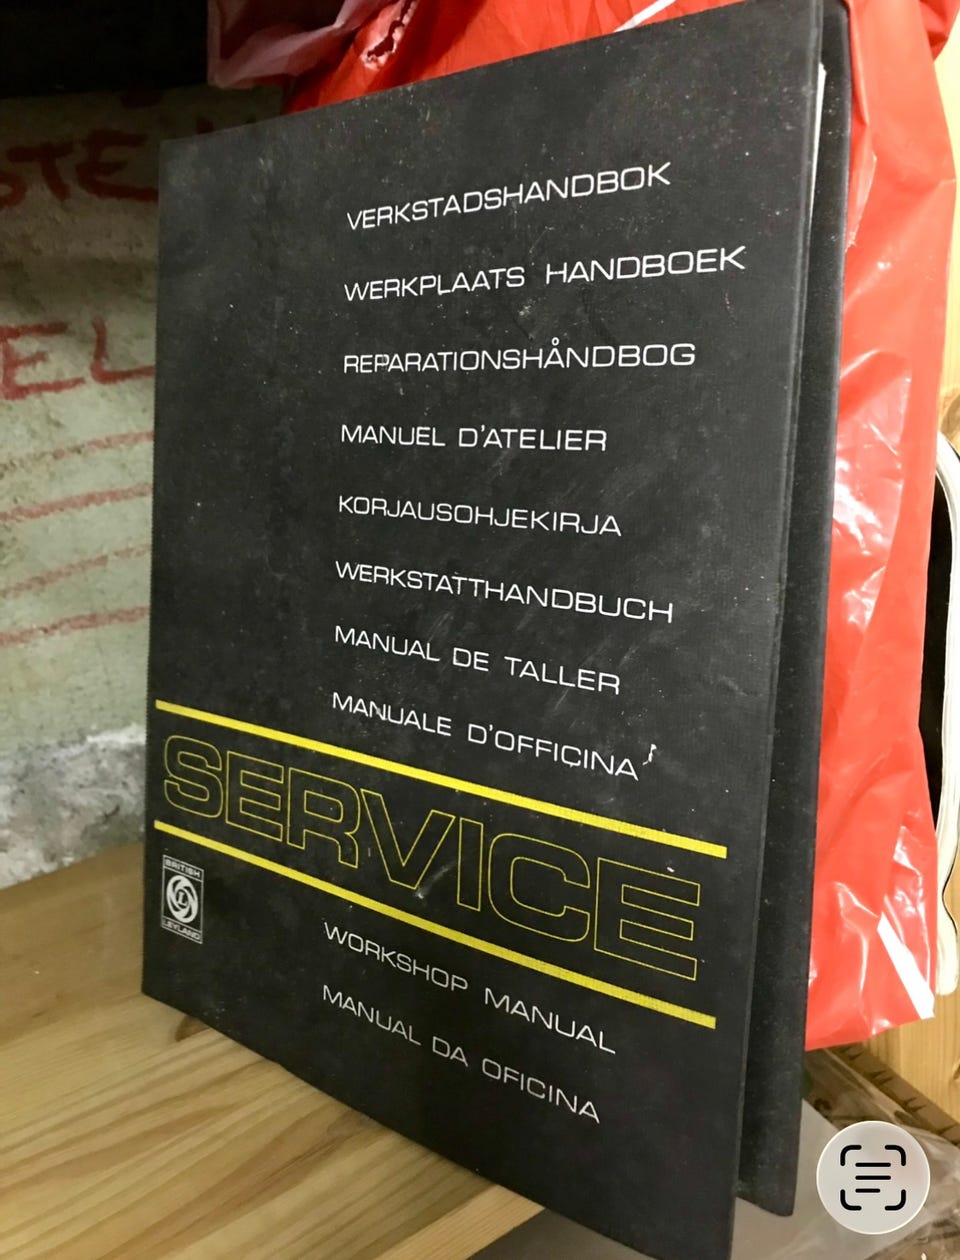 VERKSTADSHANDBOK
WERKPLAATS HANDBOEK
REPARATIONSHÅNDBOG
MANUEL D'ATELIER
KORJAUSOHJEKIRJA
WERKSTATTHANDBUCH
MANUAL DE TALLER
MANUALE D'OFFICINA
SERVICE
BRITISH
L
LEYLAND
WORKSHOP MANUAL
MANUAL DA OFICINA